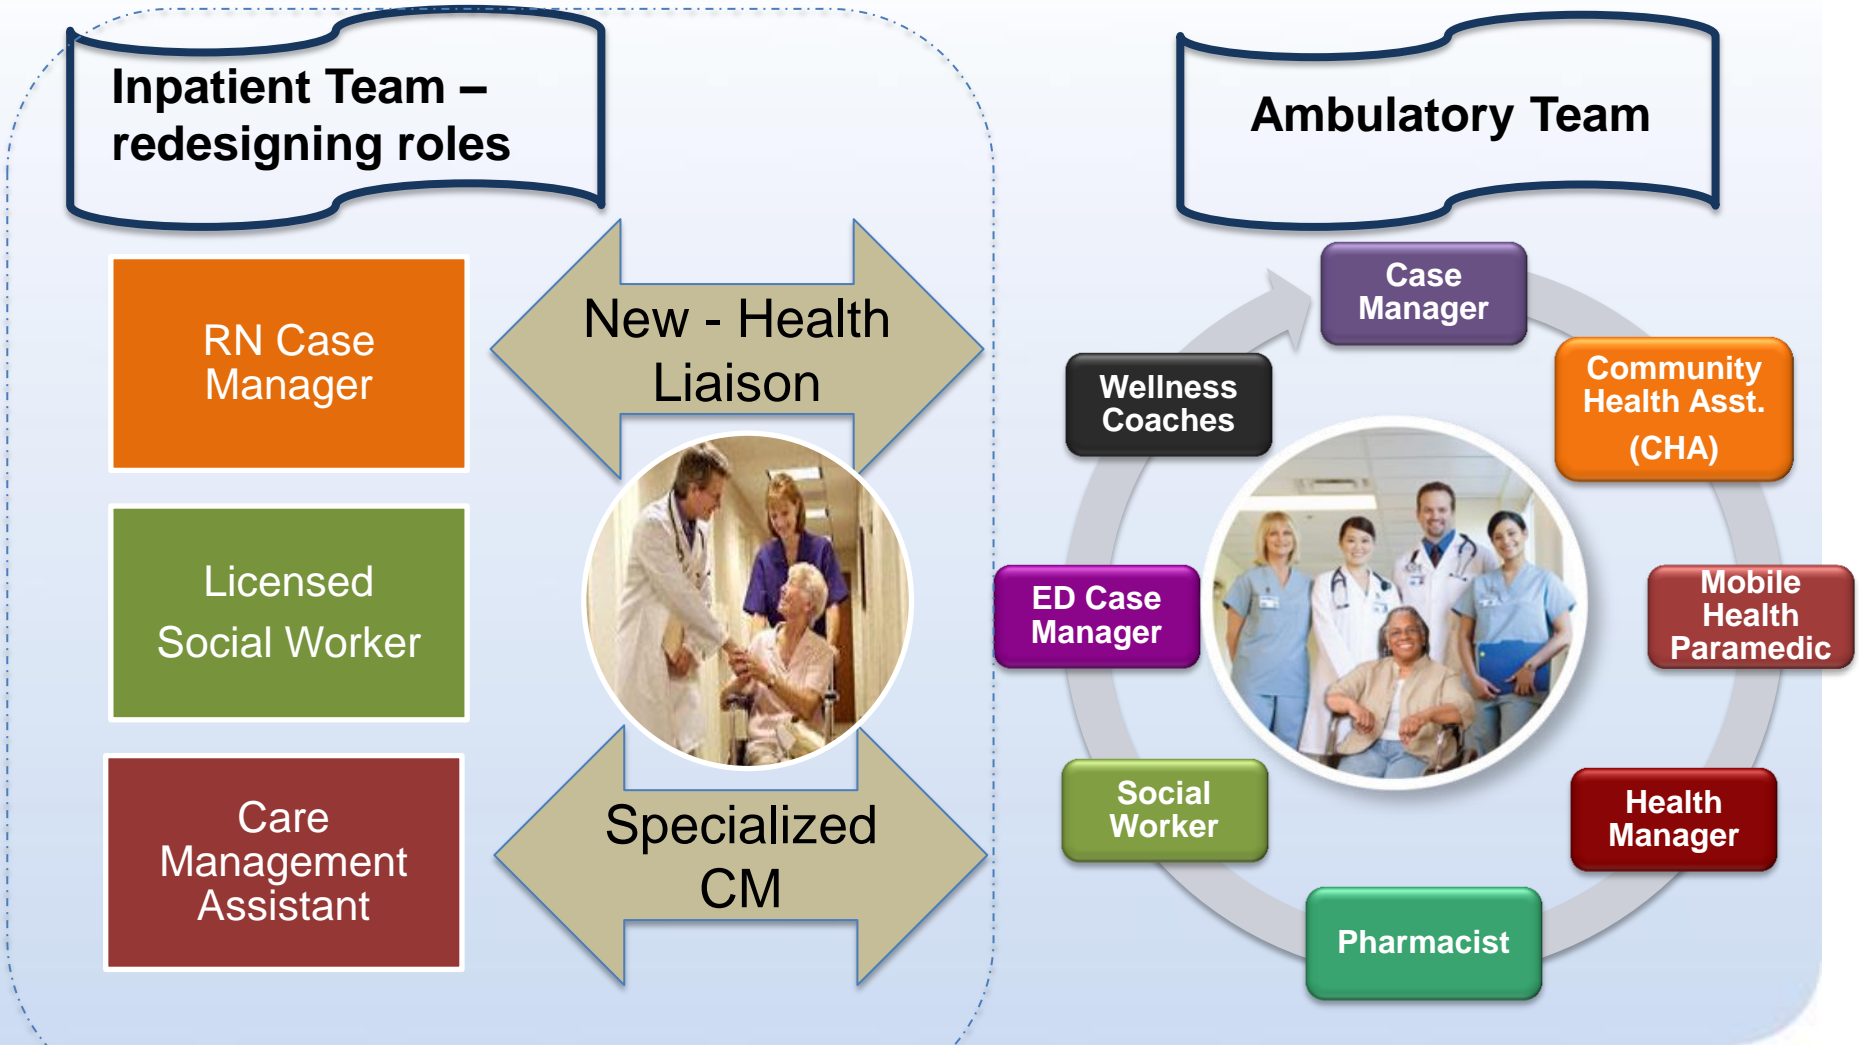 Inpatient Team –
redesigning roles
RN Case
Manager
Licensed
Social Worker
Care
Management
Assistant
New - Health
Liaison
Specialized
CM
Ambulatory Team
Case
Manager
Community
Health Asst.
(CHA)
Mobile
Health
Paramedic
Health
Manager
Pharmacist
Social
Worker
ED Case
Manager
Wellness
Coaches